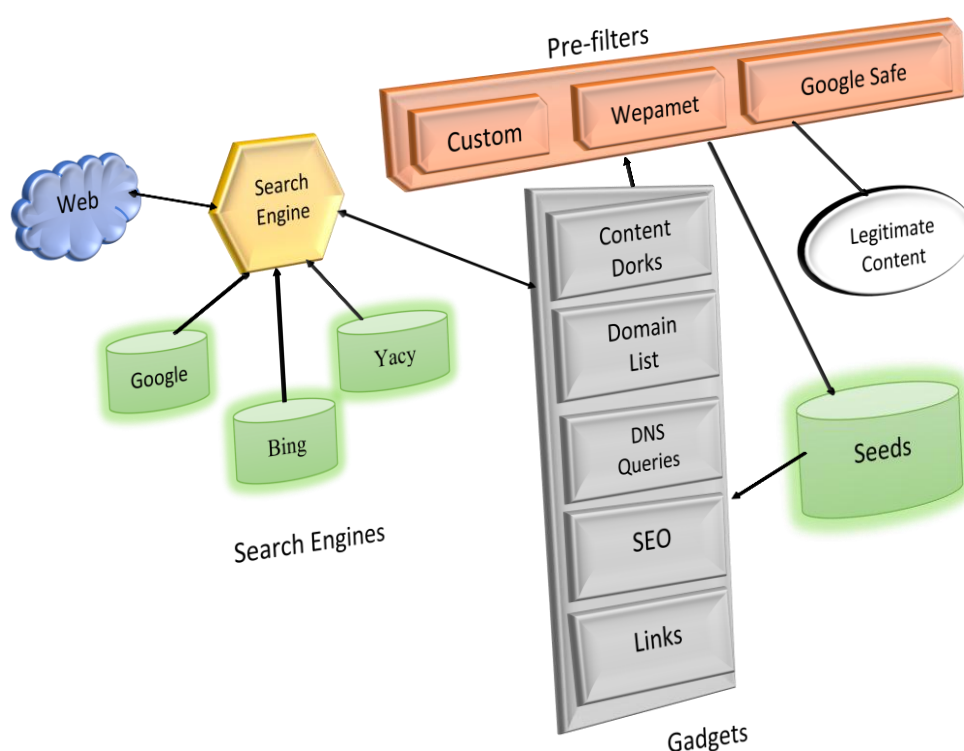 Pre-filters
Custom
Wepamet
Google Safe
Web
Search
Engine
Content
Dorks
Legitimate
Content
Google
Bing
Yacy
Domain
List
DNS
Queries
Seeds
Search Engines
SEO
Links
Gadgets